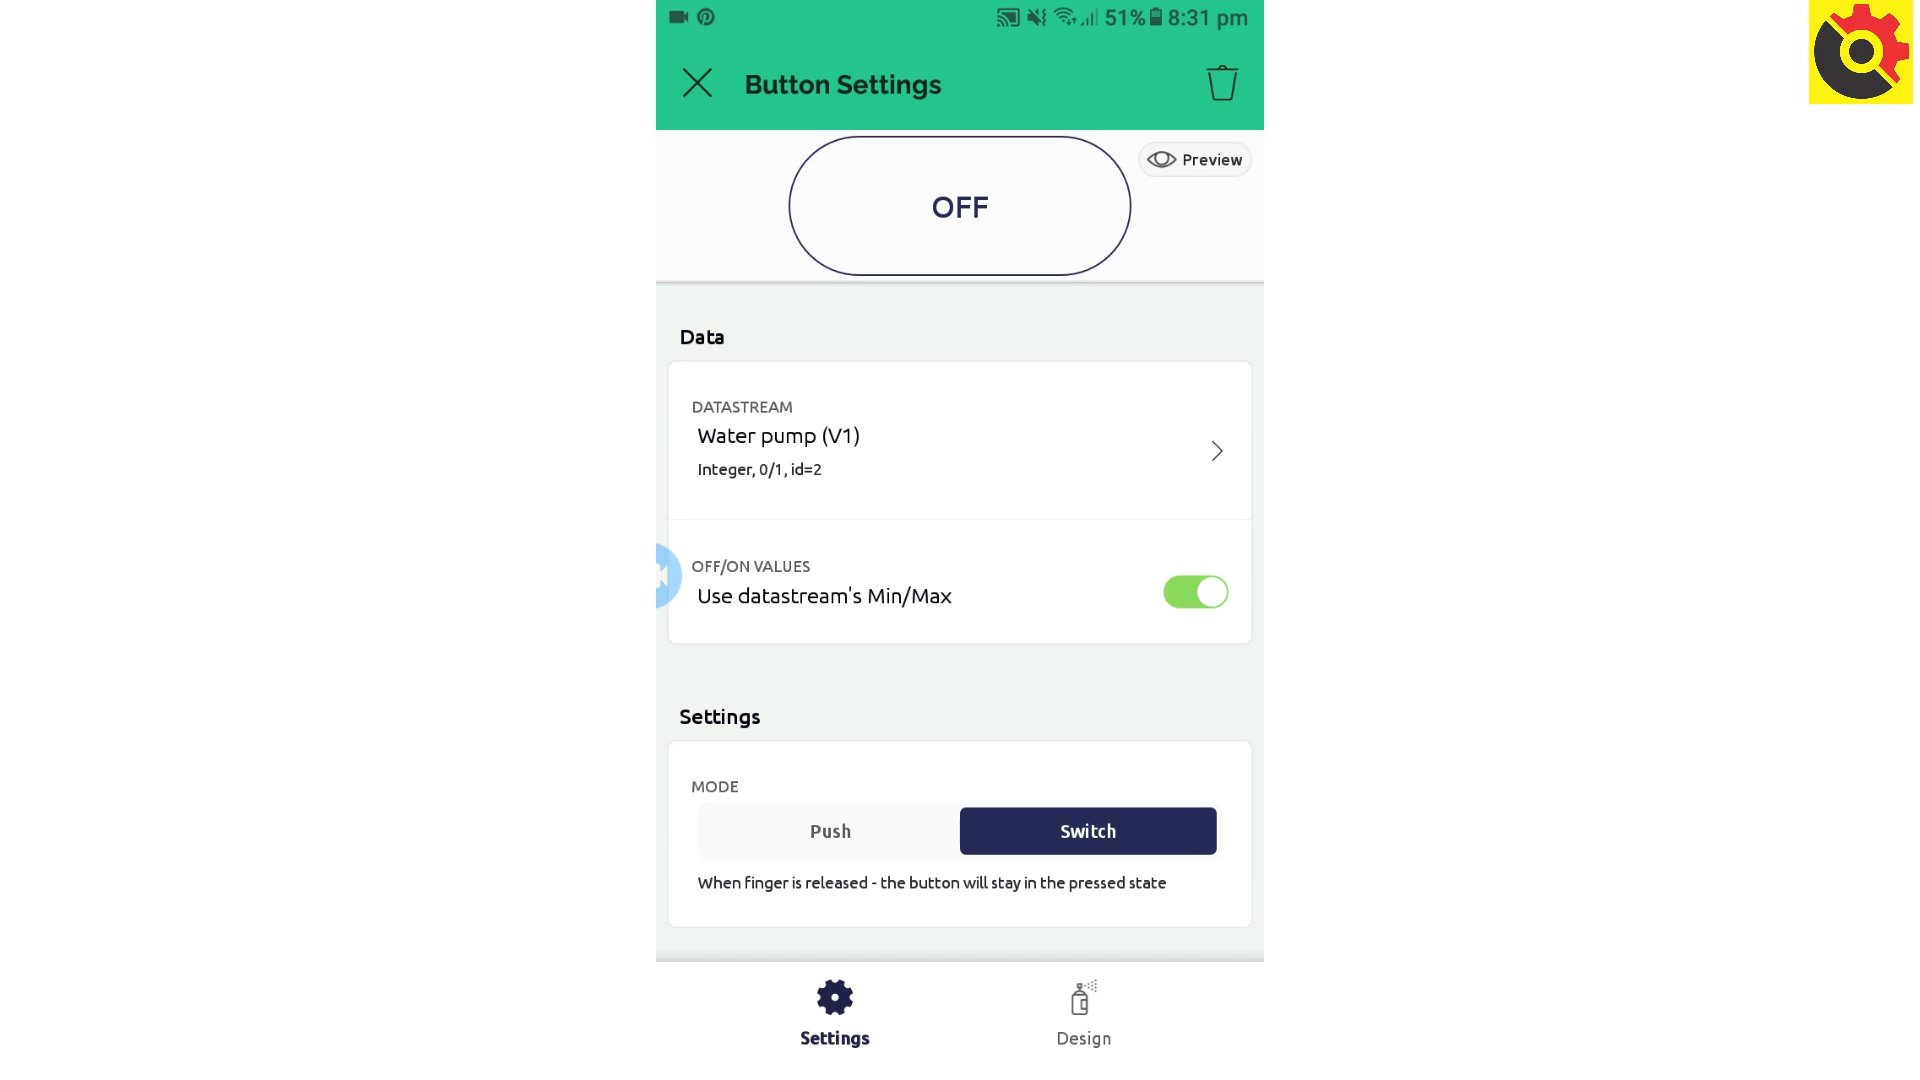 51% 8:31 pm
Button Settings
Preview
OFF
Data
DATASTREAM
Water pump (V1)
Integer, 0/1, id=2
OFF/ON VALUES
Use datastream's Min/Max
Settings
MODE
Push Switch
When finger is released - the button will stay in the pressed state
Settings Design